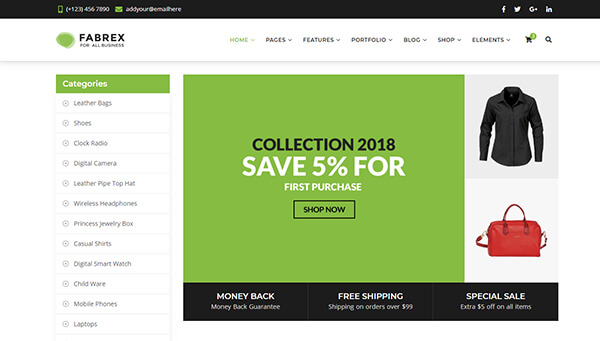 (+123) 456 7890 addyour@emailhere
FABREX
FOR ALL BUSINESS
HOME PAGES FEATURES PORTFOLIO BLOG SHOP ELEMENTS
Categories
Leather Bags
Shoes
Clock Radio
Digital Camera
Leather Pipe Top Hat
Wireless Headphones
Princess Jewelry Box
Casual Shirts
Digital Smart Watch
Child Ware
Mobile Phones
Laptops
COLLECTION 2018
SAVE 5% FOR
FIRST PURCHASE
SHOP NOW
MONEY BACK
Money Back Guarantee
FREE SHIPPING
Shipping on orders over $99
SPECIAL SALE
Extra $5 off on all items